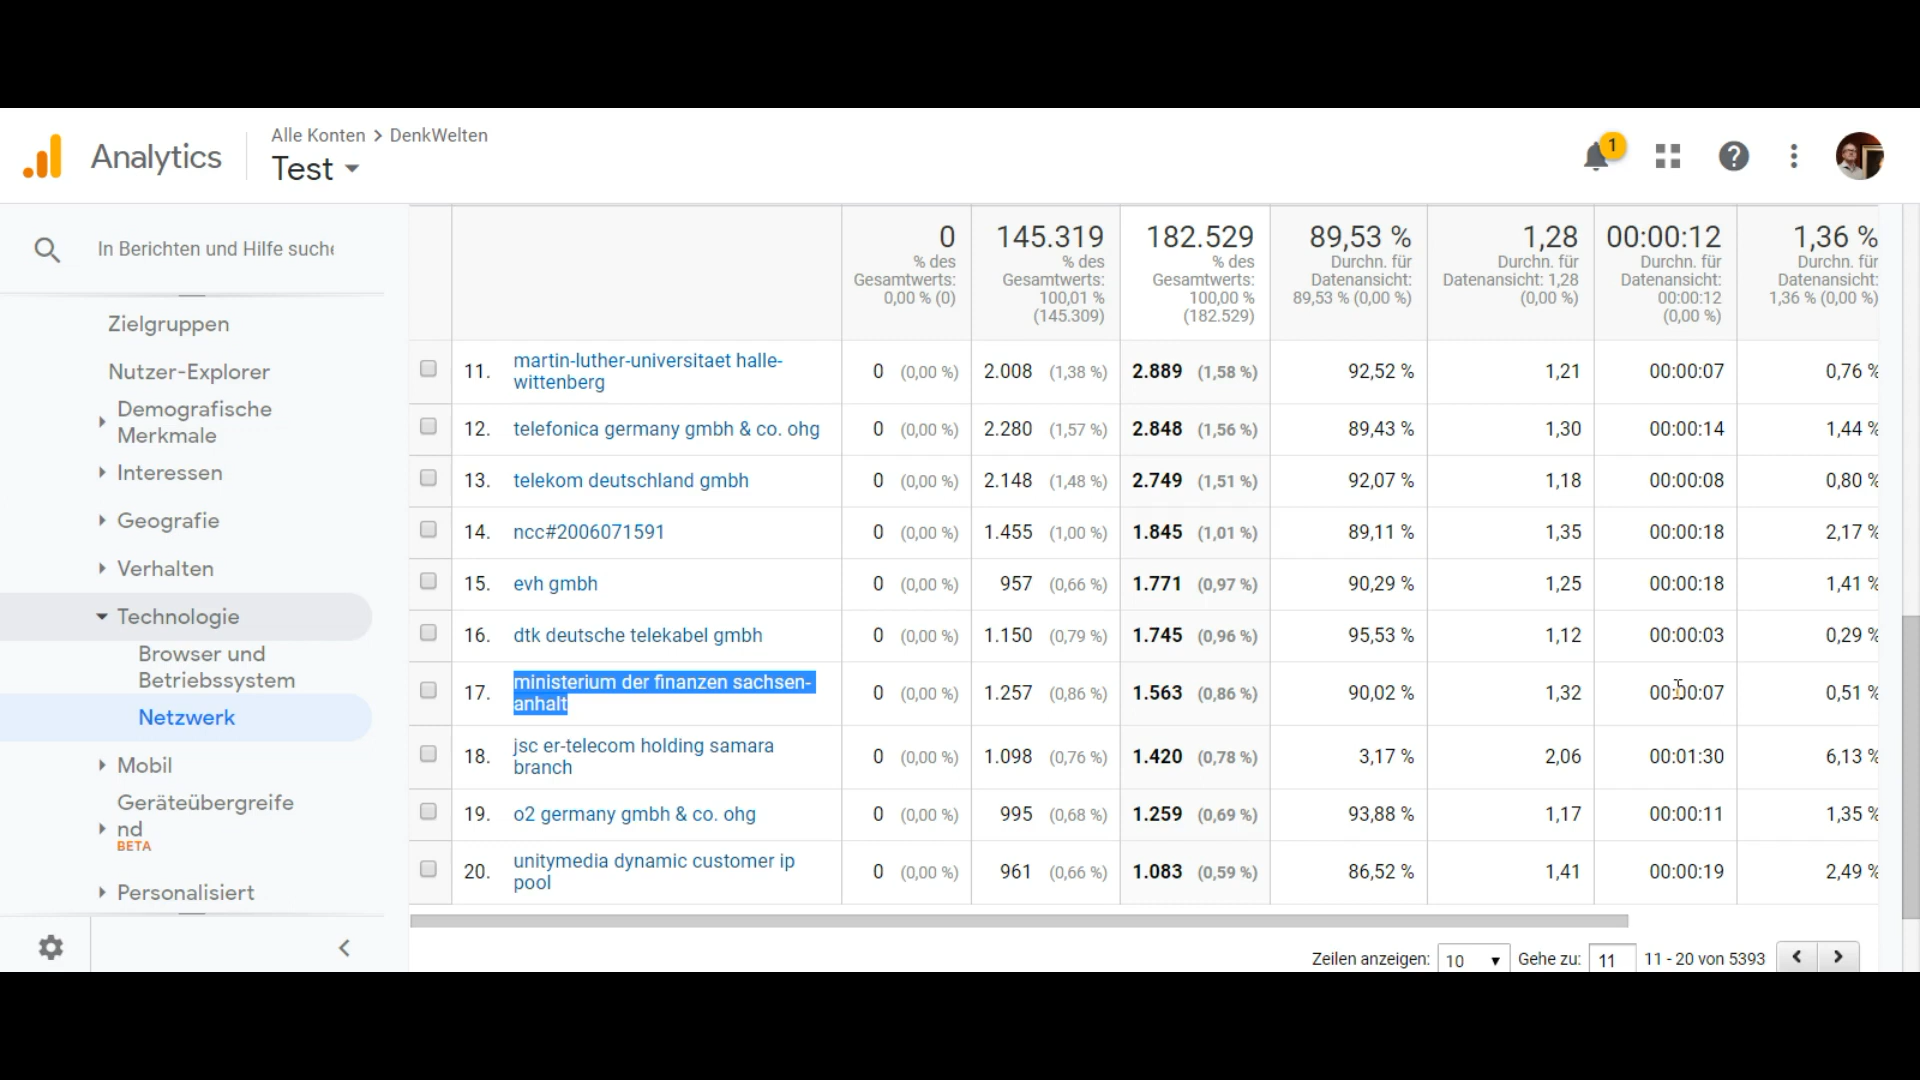 Analytics
Alle Konten > DenkWelten
Test
1
In Berichten und Hilfe suche
Zielgruppen
Nutzer-Explorer
Demografische
Merkmale
Interessen
Geografie
Verhalten
Technologie
Browser und
Betriebssystem
Netzwerk
Mobil
Geräteübergreife
nd
BETA
Personalisiert
0 145.319 182.529 89,53 % 1,28 00:00:12 1,36 %
% des % des % des Durchn. für Durchn. für Durchn. für Durchn. für
Gesamtwerts: Gesamtwerts: Gesamtwerts: Datenansicht: Datenansicht: 1,28 Datenansicht: Datenansicht:
0,00 % (0) 100,01 % 100,00 % 89,53 % (0,00 %) (0,00 %) 00:00:12 1,36 % (0,00 %)
(145.309) (182.529) (0,00 %)
11. martin-luther-universitaet halle- 0 (0,00 %) 2.008 (1,38 %) 2.889 (1,58 %) 92,52 % 1,21 00:00:07 0,76 %
wittenberg
12. telefonica germany gmbh & co. ohg 0 (0,00 %) 2.280 (1,57 %) 2.848 (1,56 %) 89,43 % 1,30 00:00:14 1,44 %
13. telekom deutschland gmbh 0 (0,00 %) 2.148 (1,48 %) 2.749 (1,51 %) 92,07 % 1,18 00:00:08 0,80 %
14. ncc#2006071591 0 (0,00 %) 1.455 (1,00 %) 1.845 (1,01 %) 89,11 % 1,35 00:00:18 2,17 %
15. evh gmbh 0 (0,00 %) 957 (0,66 %) 1.771 (0,97 %) 90,29 % 1,25 00:00:18 1,41 %
16. dtk deutsche telekabel gmbh 0 (0,00 %) 1.150 (0,79 %) 1.745 (0,96 %) 95,53 % 1,12 00:00:03 0,29 %
17. ministerium der finanzen sachsen- 0 (0,00 %) 1.257 (0,86 %) 1.563 (0,86 %) 90,02 % 1,32 00:00:07 0,51 %
anhalt
18. jsc er-telecom holding samara 0 (0,00 %) 1.098 (0,76 %) 1.420 (0,78 %) 3,17 % 2,06 00:01:30 6,13 %
branch
19. o2 germany gmbh & co. ohg 0 (0,00 %) 995 (0,68 %) 1.259 (0,69 %) 93,88 % 1,17 00:00:11 1,35 %
20. unitymedia dynamic customer ip 0 (0,00 %) 961 (0,66 %) 1.083 (0,59 %) 86,52 % 1,41 00:00:19 2,49 %
pool
Zeilen anzeigen: 10 Gehe zu: 11 11 - 20 von 5393